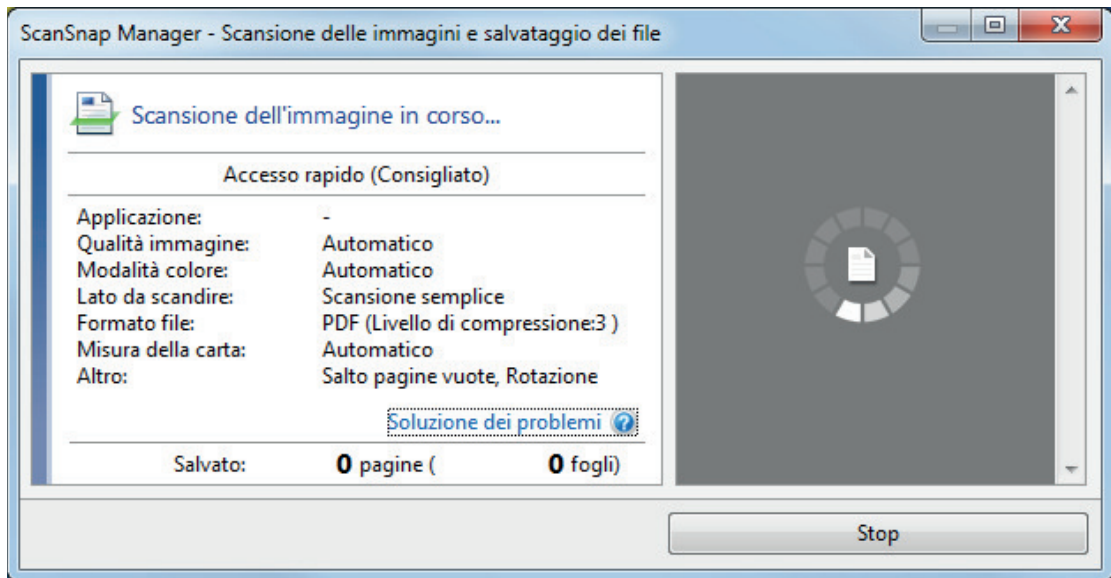 ScanSnap Manager - Scansione delle immagini e salvataggio dei file
Scansione dell'immagine in corso...
Accesso rapido (Consigliato)
Applicazione: -
Qualità immagine: Automatico
Modalità colore: Automatico
Lato da scandire: Scansione semplice
Formato file: PDF (Livello di compressione:3 )
Misura della carta: Automatico
Altro: Salto pagine vuote, Rotazione
Soluzione dei problemi ?
Salvato: 0 pagine ( 0 fogli)
Stop